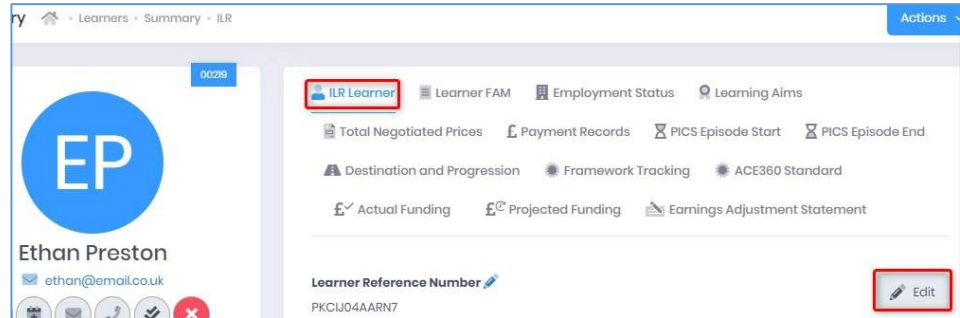 ry Learners • Summary • ILR
Actions
00219
EP
Ethan Preston
ethan@email.co.uk
ILR Learner Learner FAM Employment Status Learning Aims
Total Negotiated Prices £ Payment Records PICS Episode Start PICS Episode End
Destination and Progression Framework Tracking ACE360 Standard
£ Actual Funding £ Projected Funding Earnings Adjustment Statement
Learner Reference Number
PKCIJ04AARN7
Edit